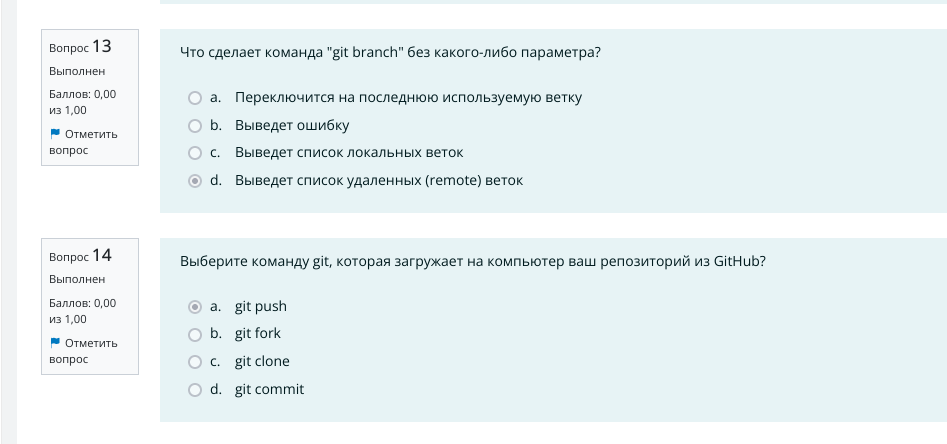 Вопрос 13
Выполнен
Баллов: 0,00
из 1,00
Отметить
вопрос
Что сделает команда "git branch" без какого-либо параметра?
a. Переключится на последнюю используемую ветку
b. Выведет ошибку
c. Выведет список локальных веток
d. Выведет список удаленных (remote) веток
Вопрос 14
Выполнен
Баллов: 0,00
из 1,00
Отметить
вопрос
Выберите команду git, которая загружает на компьютер ваш репозиторий из GitHub?
a. git push
b. git fork
c. git clone
d. git commit